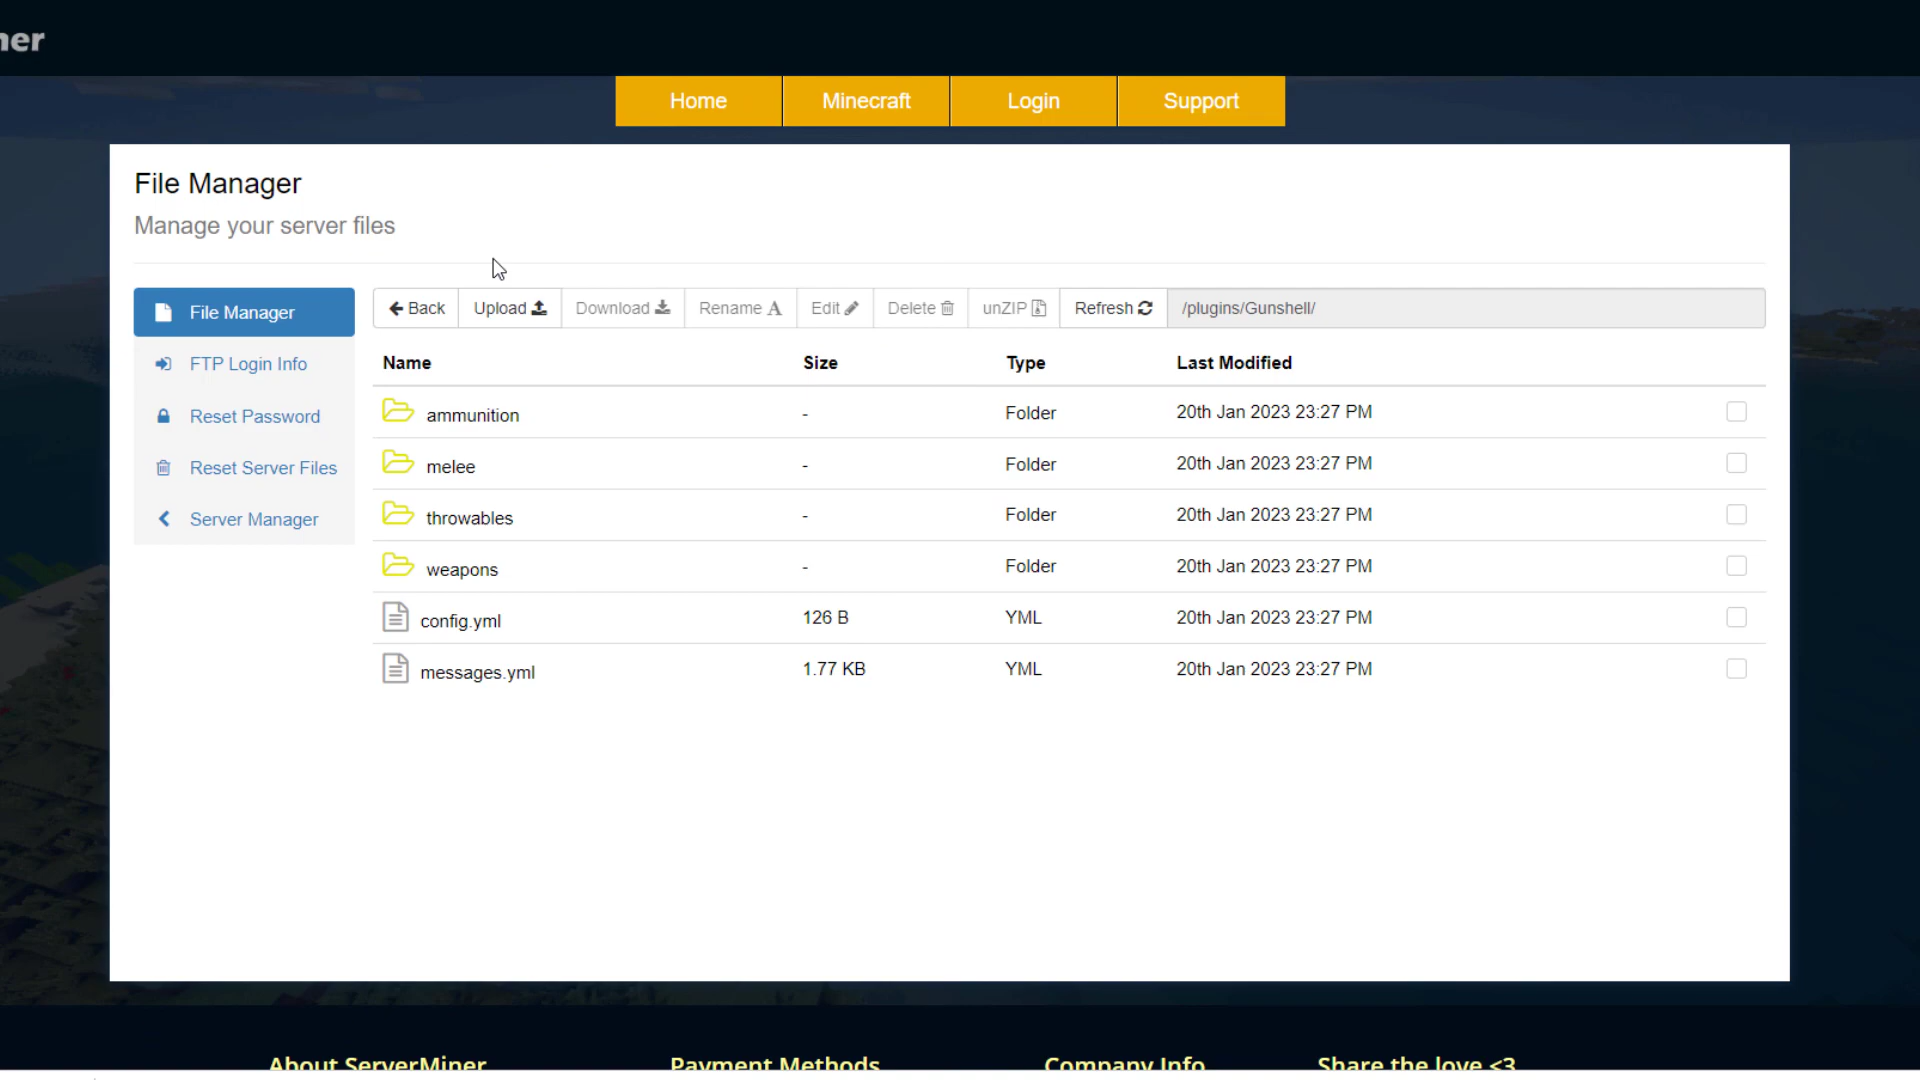 ner
Home Minecraft Login Support
File Manager
Manage your server files
File Manager
FTP Login Info
Reset Password
Reset Server Files
Server Manager
Back Upload Download Rename Edit Delete unZIP Refresh /plugins/Gunshell/
Name Size Type Last Modified
ammunition - Folder 20th Jan 2023 23:27 PM
melee - Folder 20th Jan 2023 23:27 PM
throwables - Folder 20th Jan 2023 23:27 PM
weapons - Folder 20th Jan 2023 23:27 PM
config.yml 126 B YML 20th Jan 2023 23:27 PM
messages.yml 1.77 KB YML 20th Jan 2023 23:27 PM
About ServerMiner Payment Methods Company Info Share the love <3